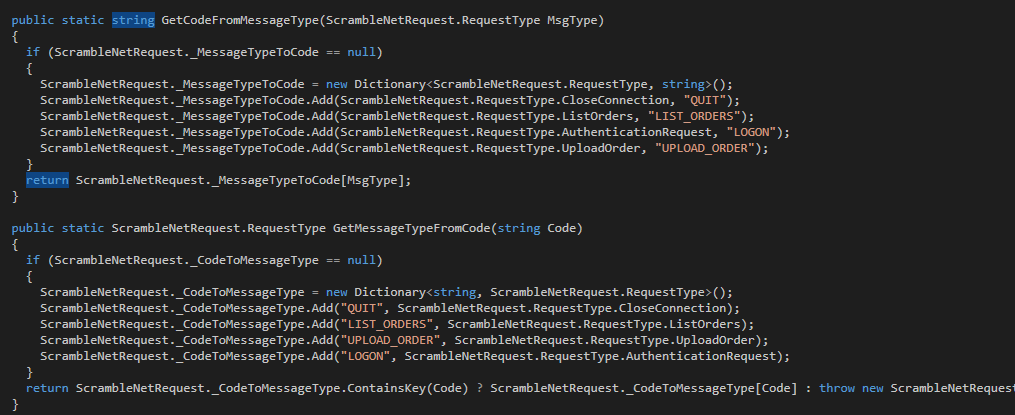 public static string GetCodeFromMessageType(ScrambleNetRequest.RequestType MsgType)
{
  if (ScrambleNetRequest._MessageTypeToCode == null)
  {
    ScrambleNetRequest._MessageTypeToCode = new Dictionary<ScrambleNetRequest.RequestType, string>();
    ScrambleNetRequest._MessageTypeToCode.Add(ScrambleNetRequest.RequestType.CloseConnection, "QUIT");
    ScrambleNetRequest._MessageTypeToCode.Add(ScrambleNetRequest.RequestType.ListOrders, "LIST_ORDERS");
    ScrambleNetRequest._MessageTypeToCode.Add(ScrambleNetRequest.RequestType.AuthenticationRequest, "LOGON");
    ScrambleNetRequest._MessageTypeToCode.Add(ScrambleNetRequest.RequestType.UploadOrder, "UPLOAD_ORDER");
  }
  return ScrambleNetRequest._MessageTypeToCode[MsgType];
}
public static ScrambleNetRequest.RequestType GetMessageTypeFromCode(string Code)
{
  if (ScrambleNetRequest._CodeToMessageType == null)
  {
    ScrambleNetRequest._CodeToMessageType = new Dictionary<string, ScrambleNetRequest.RequestType>();
    ScrambleNetRequest._CodeToMessageType.Add("QUIT", ScrambleNetRequest.RequestType.CloseConnection);
    ScrambleNetRequest._CodeToMessageType.Add("LIST_ORDERS", ScrambleNetRequest.RequestType.ListOrders);
    ScrambleNetRequest._CodeToMessageType.Add("UPLOAD_ORDER", ScrambleNetRequest.RequestType.UploadOrder);
    ScrambleNetRequest._CodeToMessageType.Add("LOGON", ScrambleNetRequest.RequestType.AuthenticationRequest);
  }
  return ScrambleNetRequest._CodeToMessageType.ContainsKey(Code) ? ScrambleNetRequest._CodeToMessageType[Code] : throw new ScrambleNetRequest
}